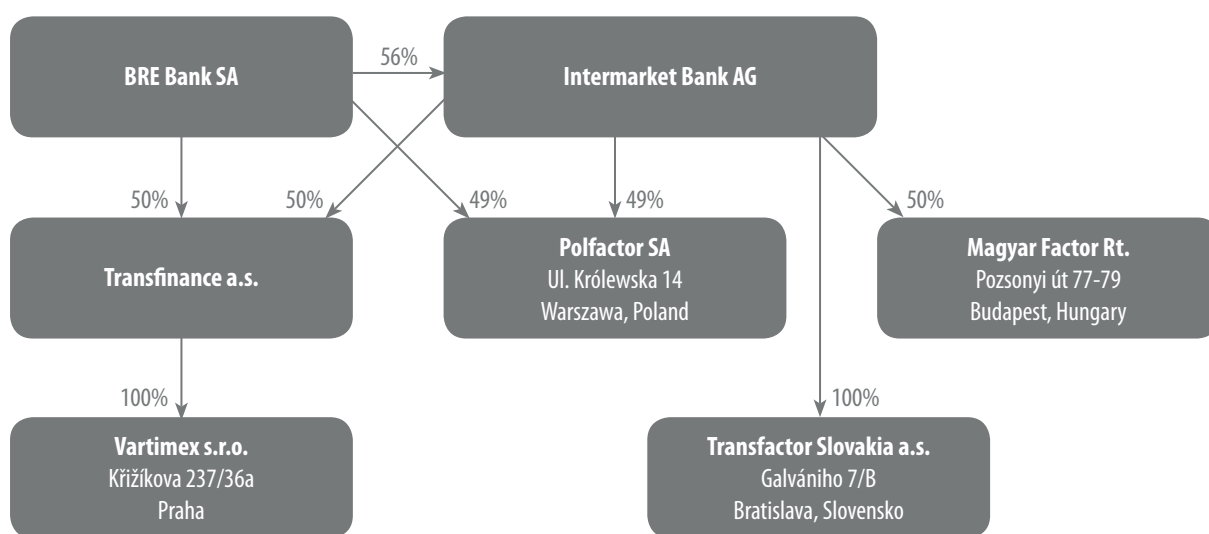 BRE Bank SA
56%
Intermarket Bank AG
50%
50%
49%
49%
50%
Transfinance a.s.
Polfactor SA
Ul. Królewska 14
Warszawa, Poland
Magyar Factor Rt.
Pozsonyi út 77-79
Budapest, Hungary
100%
100%
Vartimex s.r.o.
Křižíkova 237/36a
Praha
Transfactor Slovakia a.s.
Galvániho 7/B
Bratislava, Slovensko